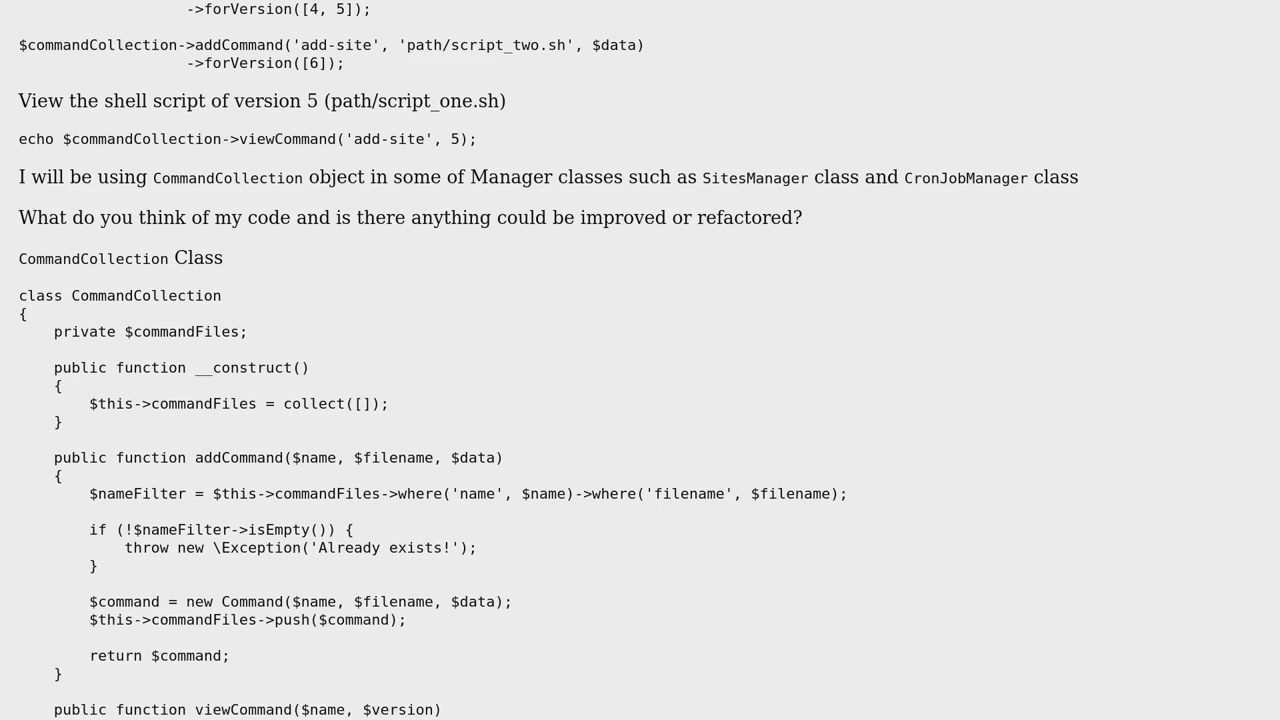 ->forVersion([4, 5]);
$commandCollection->addCommand('add-site', 'path/script_two.sh', $data)
->forVersion([6]);
View the shell script of version 5 (path/script_one.sh)
echo $commandCollection->viewCommand('add-site', 5);
I will be using CommandCollection object in some of Manager classes such as SitesManager class and CronJobManager class
What do you think of my code and is there anything could be improved or refactored?
CommandCollection Class
class CommandCollection
{
private $commandFiles;
public function __construct()
{
$this->commandFiles = collect([]);
}
public function addCommand($name, $filename, $data)
{
$nameFilter = $this->commandFiles->where('name', $name)->where('filename', $filename);
if (!$nameFilter->isEmpty()) {
throw new \Exception('Already exists!');
}
$command = new Command($name, $filename, $data);
$this->commandFiles->push($command);
return $command;
}
public function viewCommand($name, $version)